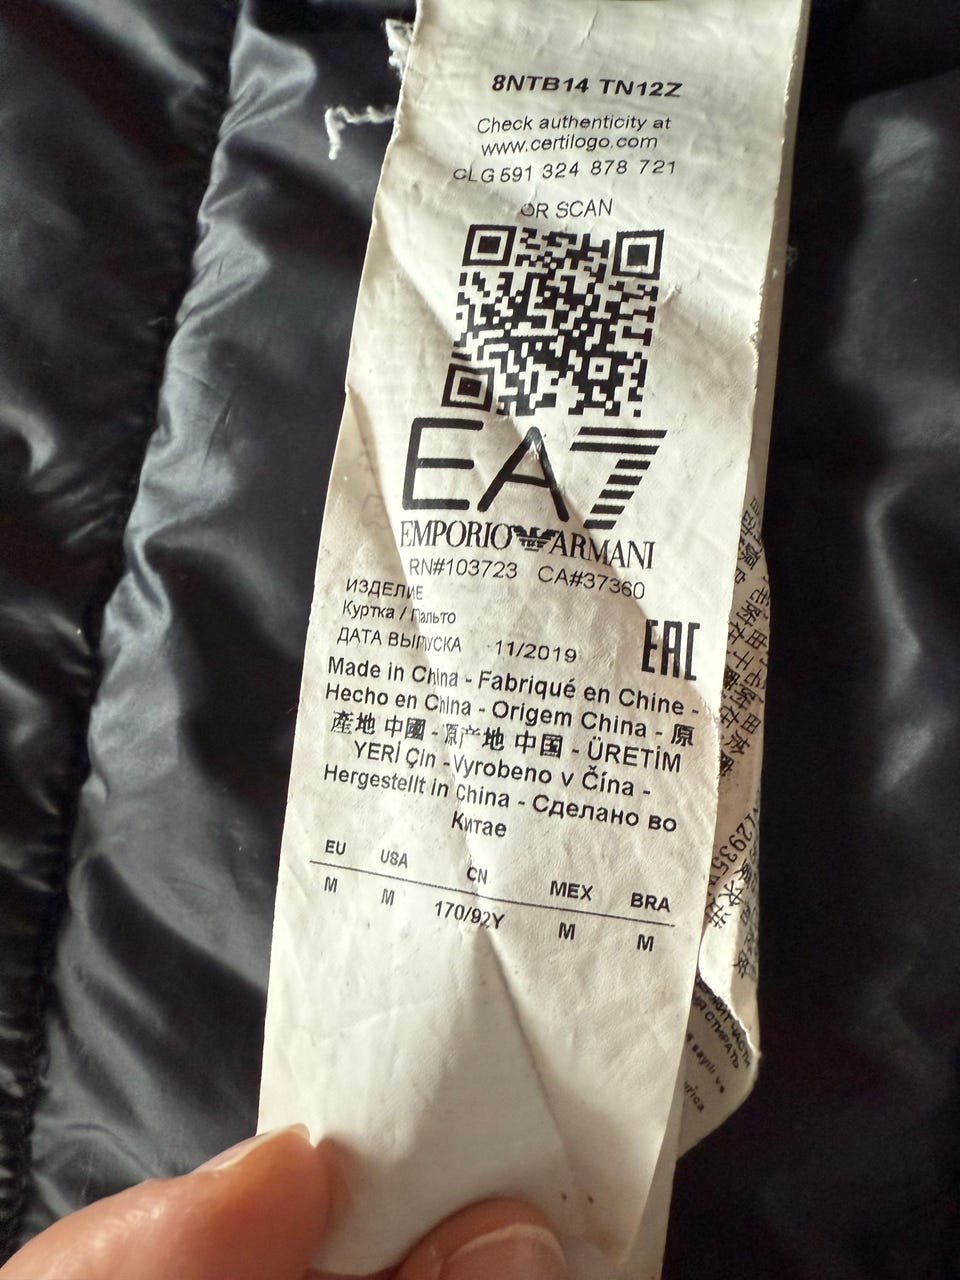 8NTB14 TN12Z
Check authenticity at
www.certilogo.com
CLG 591 324 878 721
OR SCAN
EA7
EMPORIO ARMANI
RN#103723 CA#37360
ИЗДЕЛИЕ
Куртка / Пальто
ДАТА ВЫПУСКА 11/2019
EAC
Made in China - Fabriqué en Chine -
Hecho en China - Origem China - 原
產地 中國 - 原产地 中国 - ÜRETİM
YERİ Çin - Vyrobeno v Čína -
Hergestellt in China - Сделано во
Китае
EU USA CN MEX BRA
M M 170/92Y M M
СТИРАТЬ